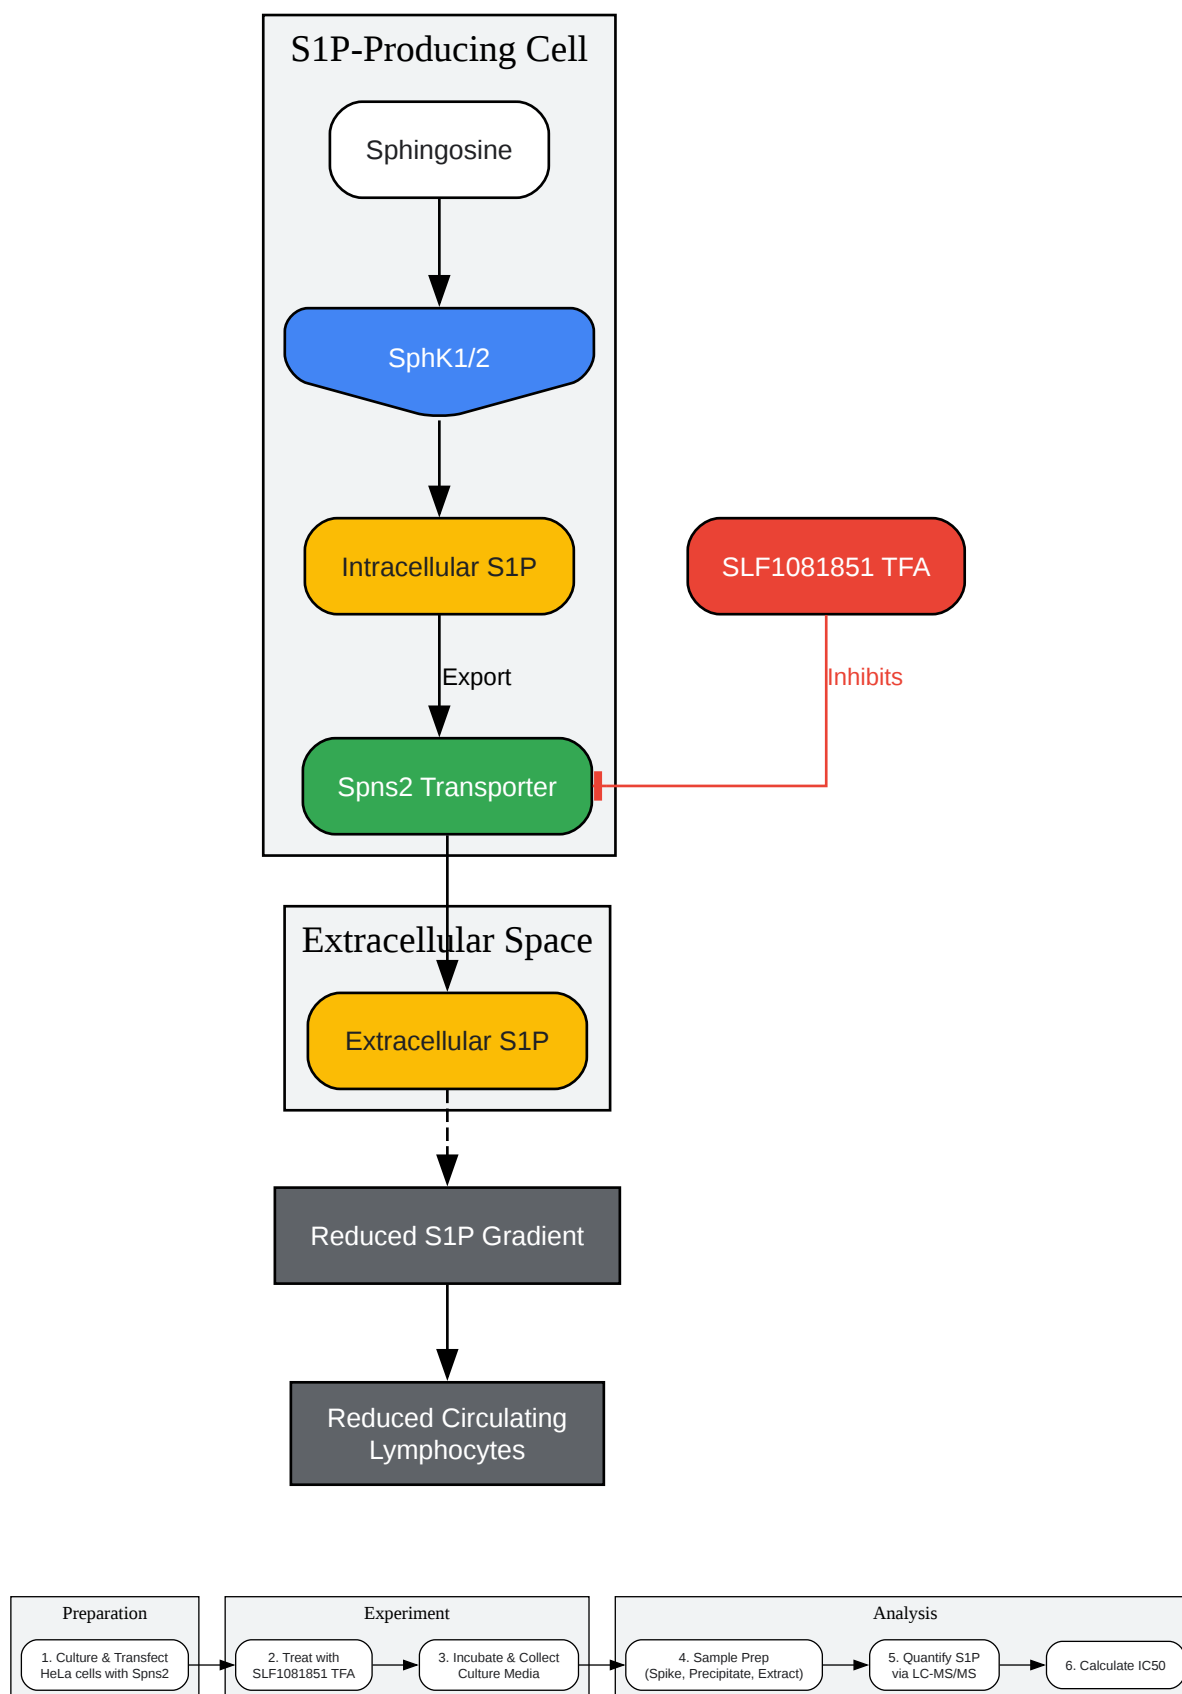 S1P-Producing Cell
Sphingosine
SphK1/2
Intracellular S1P
SLF1081851 TFA
Export
Inhibits
Spns2 Transporter
Extracellular Space
Extracellular S1P
Reduced S1P Gradient
Reduced Circulating
Lymphocytes
Preparation
1. Culture & Transfect
HeLa cells with Spns2
Experiment
2. Treat with
SLF1081851 TFA
3. Incubate & Collect
Culture Media
Analysis
4. Sample Prep
(Spike, Precipitate, Extract)
5. Quantify S1P
via LC-MS/MS
6. Calculate IC50